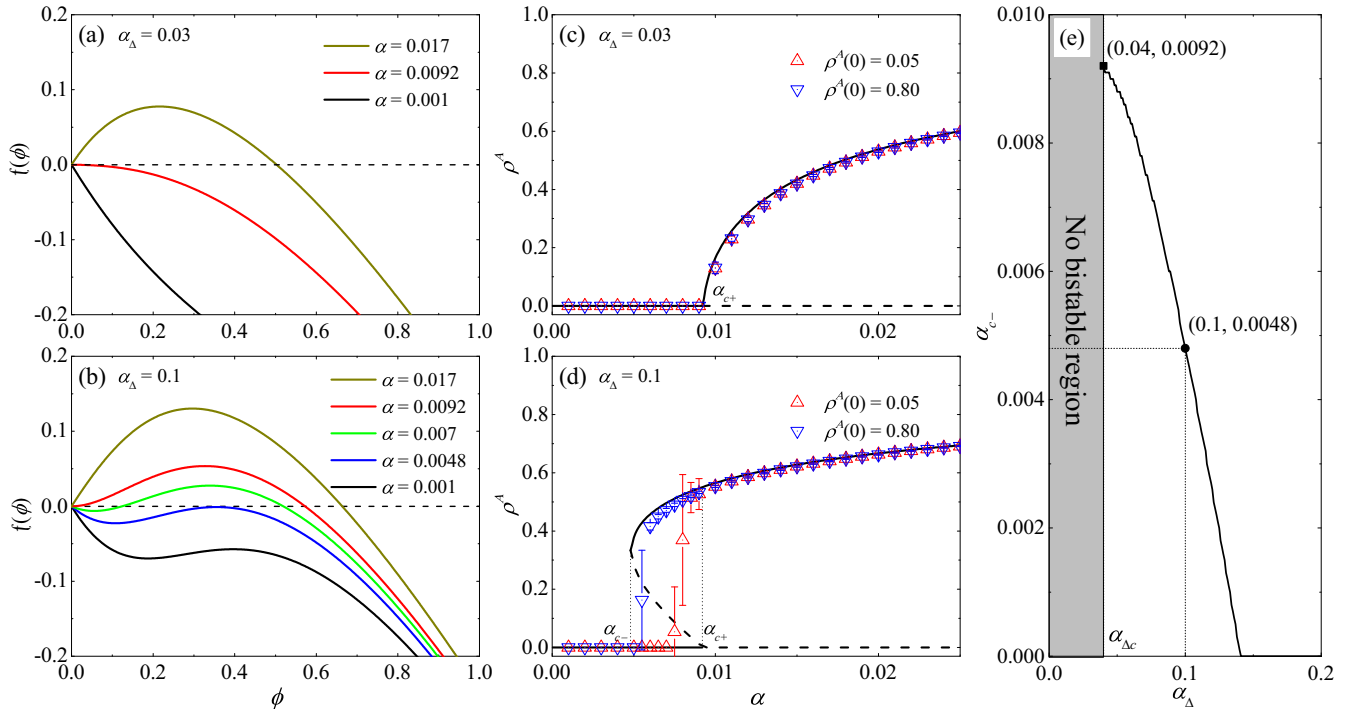 (a) α_Δ = 0.03
α = 0.017
α = 0.0092
α = 0.001
f(ϕ)
0.2
0.1
0.0
-0.1
-0.2
0.0 0.2 0.4 0.6 0.8 1.0
(b) α_Δ = 0.1
α = 0.017
α = 0.0092
α = 0.007
α = 0.0048
α = 0.001
f(ϕ)
0.2
0.1
0.0
-0.1
-0.2
0.0 0.2 0.4 0.6 0.8 1.0
ϕ
(c) α_Δ = 0.03
ρ^A(0) = 0.05
ρ^A(0) = 0.80
α_{c+}
ρ^A
1.0
0.8
0.6
0.4
0.2
0.0
0.00 0.01 0.02
(d) α_Δ = 0.1
ρ^A(0) = 0.05
ρ^A(0) = 0.80
α_{c−} α_{c+}
ρ^A
1.0
0.8
0.6
0.4
0.2
0.0
0.00 0.01 0.02
α
(e)
(0.04, 0.0092)
(0.1, 0.0048)
No bistable region
α_{Δc}
α_{c−}
0.010
0.008
0.006
0.004
0.002
0.000
0.0 0.1 0.2
α_Δ